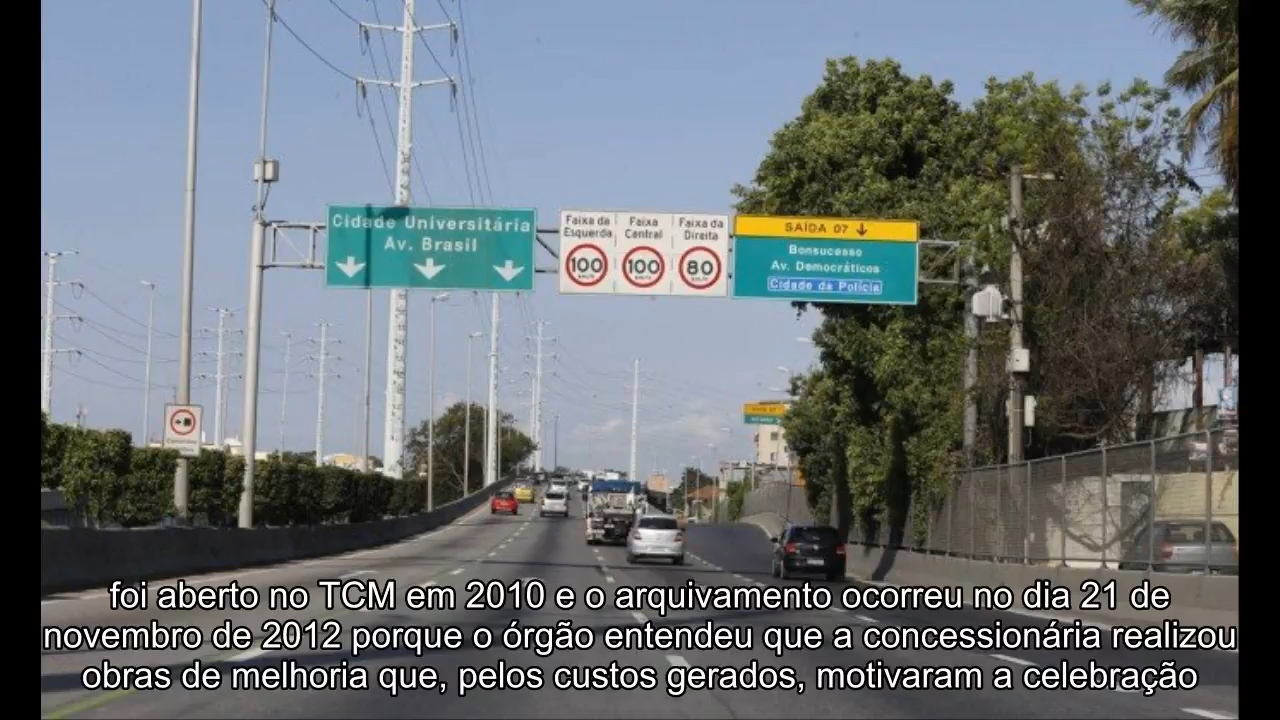 Cidade Universitária
Av. Brasil
Faixa da Esquerda
100
Faixa Central
100
Faixa da Direita
80
SAÍDA 07
Bonsucesso
Av. Democráticos
Cidade da Polícia
foi aberto no TCM em 2010 e o arquivamento ocorreu no dia 21 de
novembro de 2012 porque o órgão entendeu que a concessionária realizou
obras de melhoria que, pelos custos gerados, motivaram a celebração